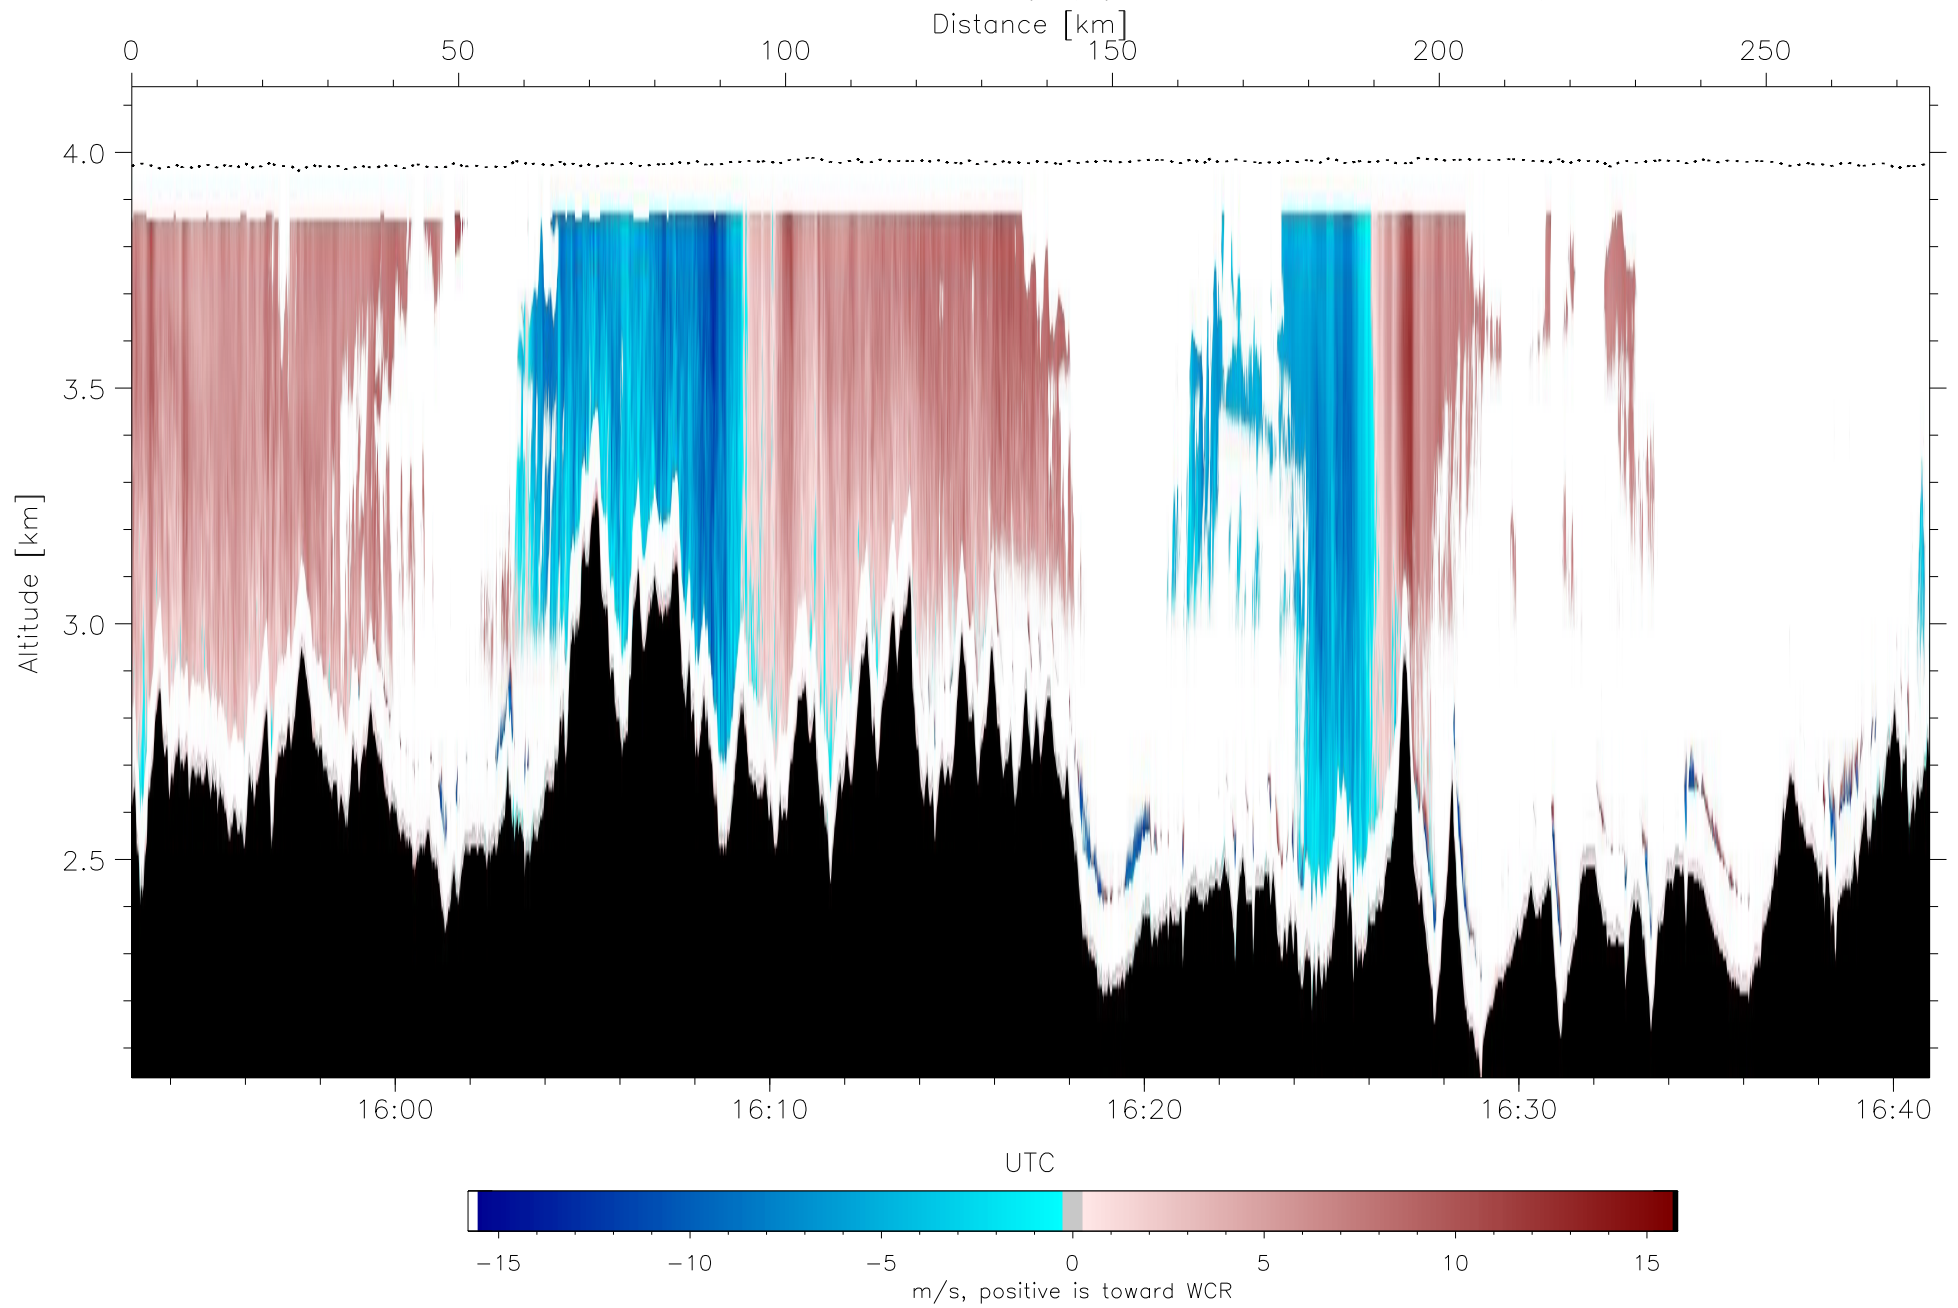 Distance [km]
0 50 100 150 200 250
4.0
3.5
3.0
2.5
Altitude [km]
16:00 16:10 16:20 16:30 16:40
UTC
−15 −10 −5 0 5 10 15
m/s, positive is toward WCR